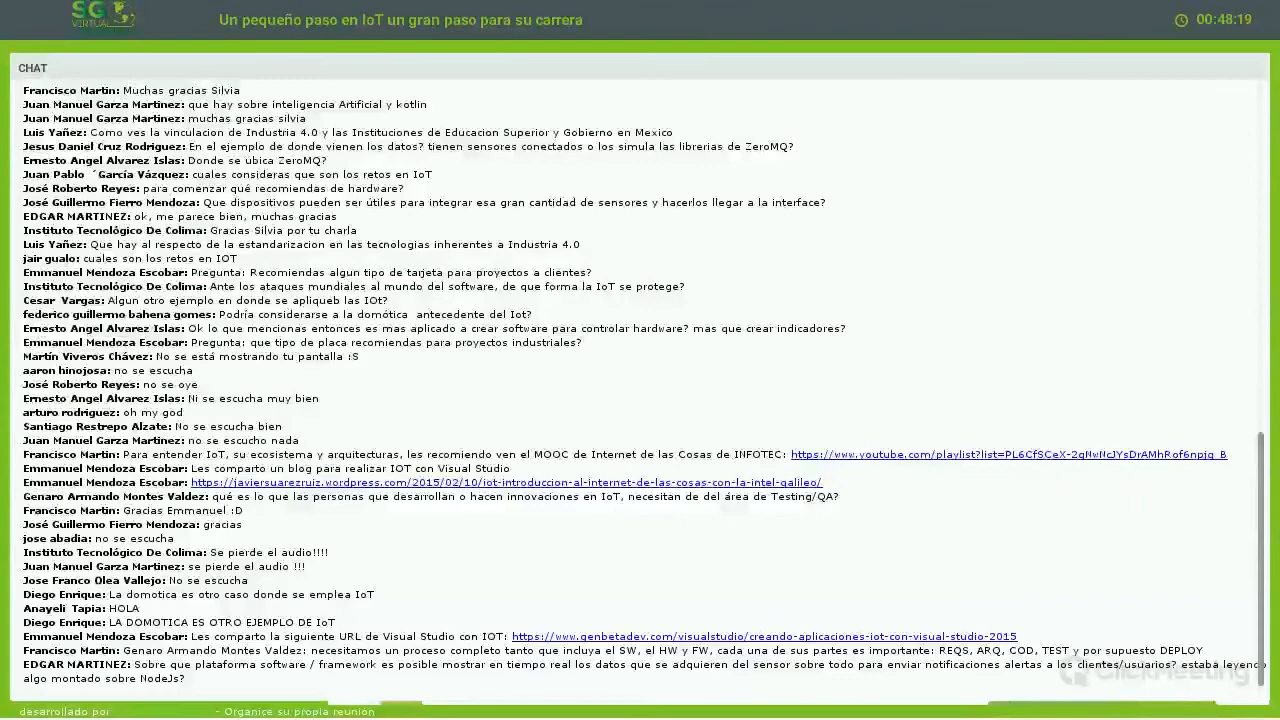 SG
VIRTUAL
Un pequeño paso en IoT un gran paso para su carrera
00:48:19
CHAT
Francisco Martin: Muchas gracias Silvia
Juan Manuel Garza Martinez: que hay sobre inteligencia Artificial y kotlin
Juan Manuel Garza Martinez: muchas gracias silvia
Luis Yañez: Como ves la vinculacion de Industria 4.0 y las Instituciones de Educacion Superior y Gobierno en Mexico
Jesus Daniel Cruz Rodriguez: En el ejemplo de donde vienen los datos? tienen sensores conectados o los simula las librerias de ZeroMQ?
Ernesto Angel Alvarez Islas: Donde se ubica ZeroMQ?
Juan Pablo ´García Vázquez: cuales consideras que son los retos en IoT
José Roberto Reyes: para comenzar qué recomiendas de hardware?
José Guillermo Fierro Mendoza: Que dispositivos pueden ser útiles para integrar esa gran cantidad de sensores y hacerlos llegar a la interface?
EDGAR MARTINEZ: ok, me parece bien, muchas gracias
Instituto Tecnológico De Colima: Gracias Silvia por tu charla
Luis Yañez: Que hay al respecto de la estandarizacion en las tecnologias inherentes a Industria 4.0
jair gualo: cuales son los retos en IOT
Emmanuel Mendoza Escobar: Pregunta: Recomiendas algun tipo de tarjeta para proyectos a clientes?
Instituto Tecnológico De Colima: Ante los ataques mundiales al mundo del software, de que forma la IoT se protege?
Cesar Vargas: Algun otro ejemplo en donde se apliqueb las IOt?
federico guillermo bahena gomes: Podría considerarse a la domótica antecedente del Iot?
Ernesto Angel Alvarez Islas: Ok lo que mencionas entonces es mas aplicado a crear software para controlar hardware? mas que crear indicadores?
Emmanuel Mendoza Escobar: Pregunta: que tipo de placa recomiendas para proyectos industriales?
Martín Viveros Chávez: No se está mostrando tu pantalla :S
aaron hinojosa: no se escucha
José Roberto Reyes: no se oye
Ernesto Angel Alvarez Islas: Ni se escucha muy bien
arturo rodriguez: oh my god
Santiago Restrepo Alzate: No se escucha bien
Juan Manuel Garza Martinez: no se escucho nada
Francisco Martin: Para entender IoT, su ecosistema y arquitecturas, les recomiendo ven el MOOC de Internet de las Cosas de INFOTEC: https://www.youtube.com/playlist?list=PL6CfSCeX-2gNwNcJYsDrAMhRof6npjq_B
Emmanuel Mendoza Escobar: Les comparto un blog para realizar IOT con Visual Studio
Emmanuel Mendoza Escobar: https://javiersuarezruiz.wordpress.com/2015/02/10/iot-introduccion-al-internet-de-las-cosas-con-la-intel-galileo/
Genaro Armando Montes Valdez: qué es lo que las personas que desarrollan o hacen innovaciones en IoT, necesitan de del área de Testing/QA?
Francisco Martin: Gracias Emmanuel :D
José Guillermo Fierro Mendoza: gracias
jose abadia: no se escucha
Instituto Tecnológico De Colima: Se pierde el audio!!!!
Juan Manuel Garza Martinez: se pierde el audio !!!
Jose Franco Olea Vallejo: No se escucha
Diego Enrique: La domotica es otro caso donde se emplea IoT
Anayeli Tapia: HOLA
Diego Enrique: LA DOMOTICA ES OTRO EJEMPLO DE IoT
Emmanuel Mendoza Escobar: Les comparto la siguiente URL de Visual Studio con IOT: https://www.genbetadev.com/visualstudio/creando-aplicaciones-iot-con-visual-studio-2015
Francisco Martin: Genaro Armando Montes Valdez: necesitamos un proceso completo tanto que incluya el SW, el HW y FW, cada una de sus partes es importante: REQS, ARQ, COD, TEST y por supuesto DEPLOY
EDGAR MARTINEZ: Sobre que plataforma software / framework es posible mostrar en tiempo real los datos que se adquieren del sensor sobre todo para enviar notificaciones alertas a los clientes/usuarios? estaba leyendo
algo montado sobre NodeJs?
ClickMeeting
desarrollado por - Organice su propia reunión